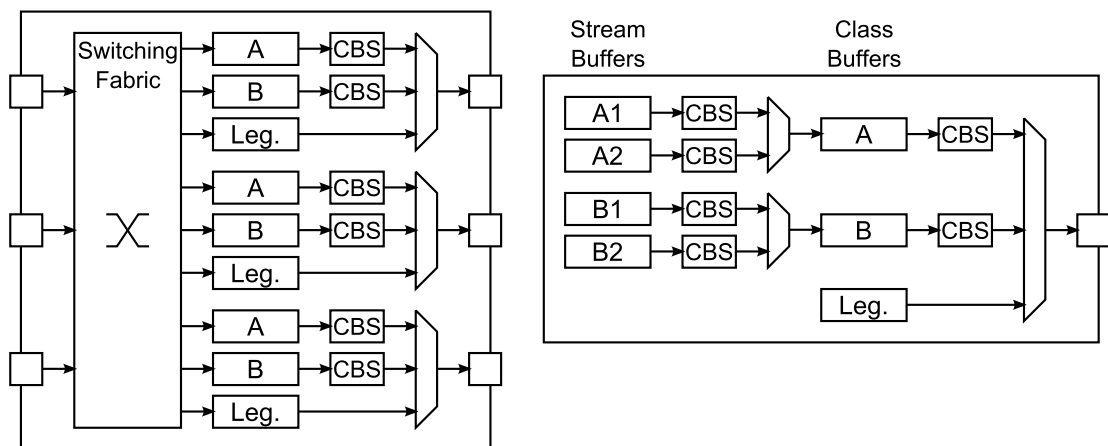 Switching
Fabric
A
CBS
B
CBS
Leg.
A
CBS
B
CBS
Leg.
A
CBS
B
CBS
Leg.
Stream
Buffers
Class
Buffers
A1
CBS
A2
CBS
A
CBS
B1
CBS
B2
CBS
B
CBS
Leg.